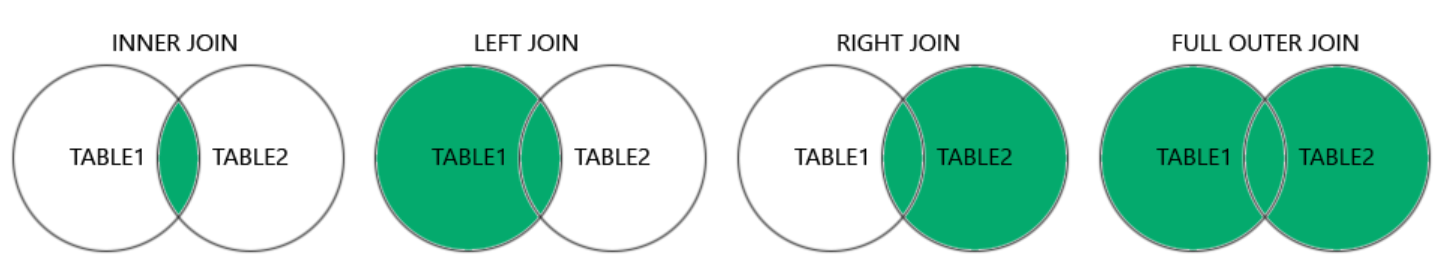 INNER JOIN
LEFT JOIN
RIGHT JOIN
FULL OUTER JOIN
TABLE1
TABLE2
TABLE1
TABLE2
TABLE1
TABLE2
TABLE1
TABLE2